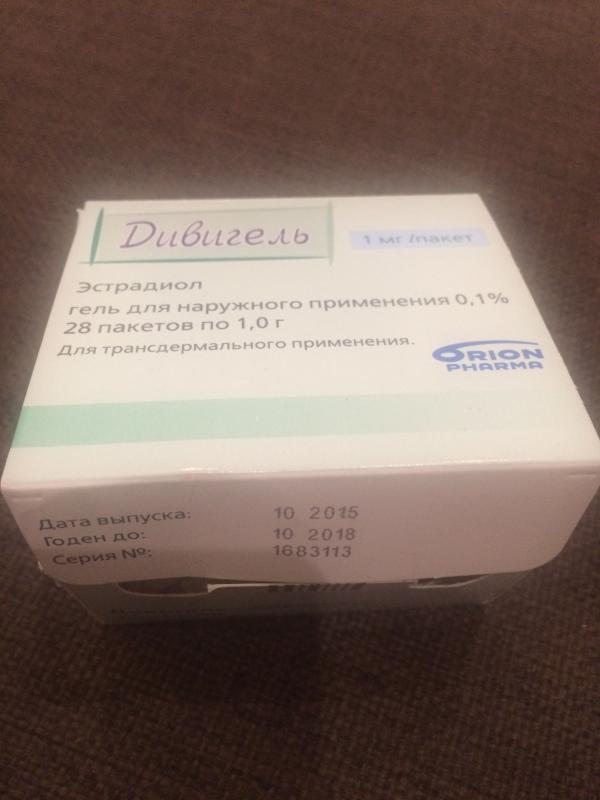 Дивигель
1 мг /пакет
Эстрадиол
гель для наружного применения 0,1%
28 пакетов по 1,0 г
Для трансдермального применения.
ORION
PHARMA
Дата выпуска: 10 2015
Годен до: 10 2018
Серия №: 1683113